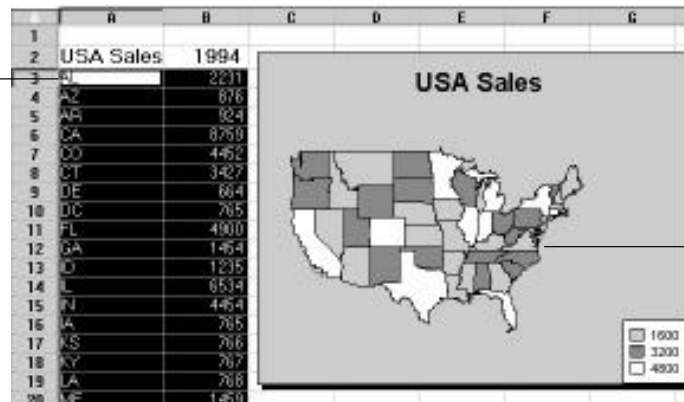 A B C D E F G
1
2 USA Sales 1994
3 AL 2231
4 AZ 876
5 AR 924
6 CA 8759
7 CO 4452
8 CT 3427
9 DE 664
10 DC 765
11 FL 4900
12 GA 1454
13 ID 1235
14 IL 6534
15 IN 4454
16 IA 765
17 KS 766
18 KY 767
19 LA 768
20 ME 1459
USA Sales
1600
3200
4800